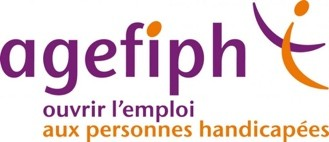 agefiph
ouvrir l'emploi
aux personnes handicapées